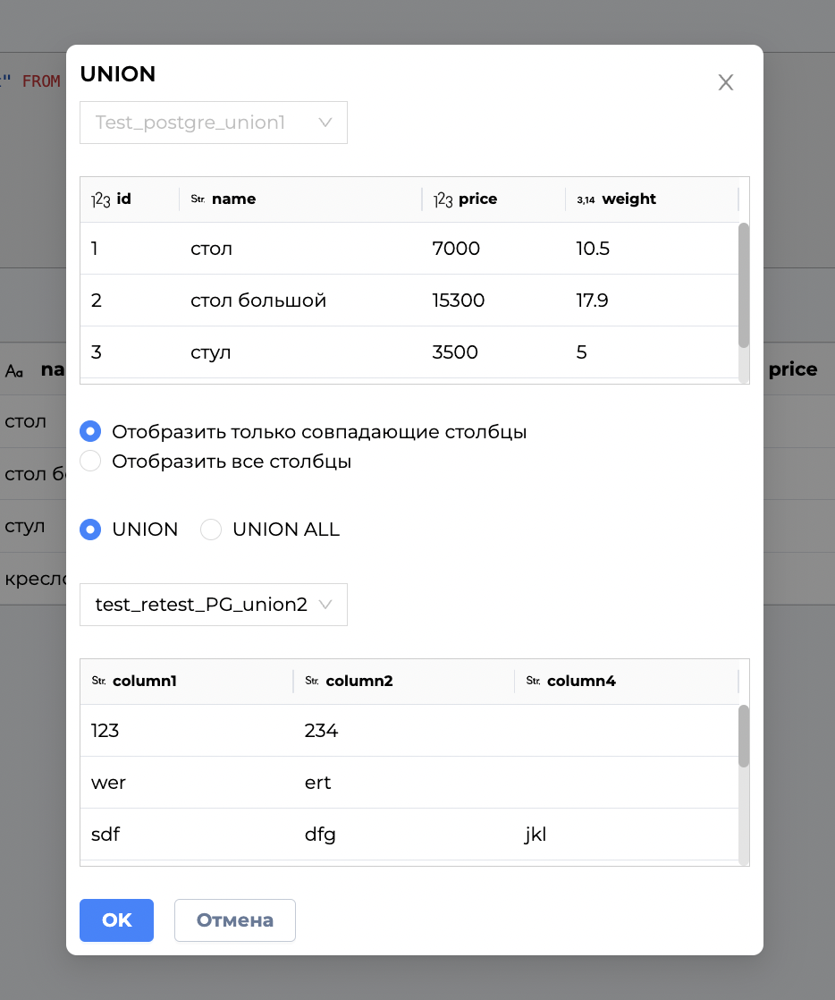 UNION
" FROM
Test_postgre_union1
123 id Str. name 123 price 3,14 weight
1 стол 7000 10.5
2 стол большой 15300 17.9
3 стул 3500 5
Aa na price
стол
стол бо
стул
кресло
Отобразить только совпадающие столбцы
Отобразить все столбцы
UNION UNION ALL
test_retest_PG_union2
Str. column1 Str. column2 Str. column4
123 234
wer ert
sdf dfg jkl
OK Отмена